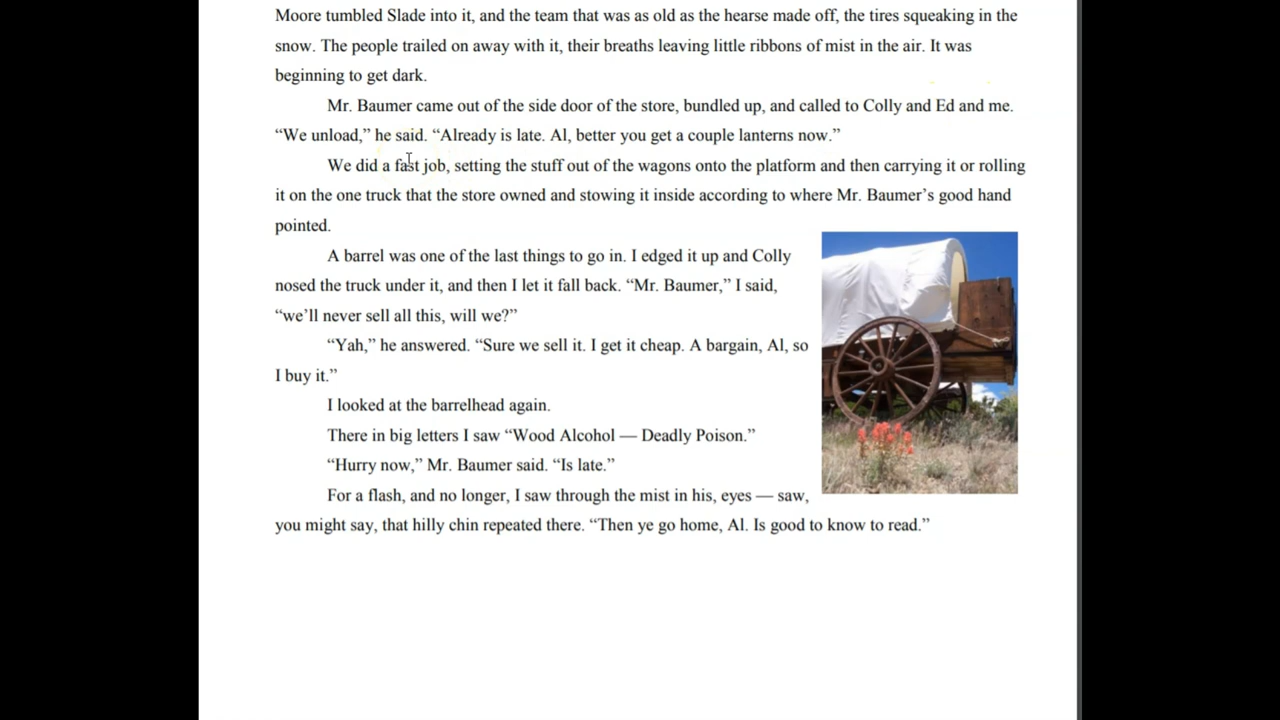 Moore tumbled Slade into it, and the team that was as old as the hearse made off, the tires squeaking in the
snow. The people trailed on away with it, their breaths leaving little ribbons of mist in the air. It was
beginning to get dark.
Mr. Baumer came out of the side door of the store, bundled up, and called to Colly and Ed and me.
“We unload,” he said. “Already is late. Al, better you get a couple lanterns now.”
We did a fast job, setting the stuff out of the wagons onto the platform and then carrying it or rolling
it on the one truck that the store owned and stowing it inside according to where Mr. Baumer’s good hand
pointed.
A barrel was one of the last things to go in. I edged it up and Colly
nosed the truck under it, and then I let it fall back. “Mr. Baumer,” I said,
“we’ll never sell all this, will we?”
“Yah,” he answered. “Sure we sell it. I get it cheap. A bargain, Al, so
I buy it.”
I looked at the barrelhead again.
There in big letters I saw “Wood Alcohol — Deadly Poison.”
“Hurry now,” Mr. Baumer said. “Is late.”
For a flash, and no longer, I saw through the mist in his, eyes — saw,
you might say, that hilly chin repeated there. “Then ye go home, Al. Is good to know to read.”